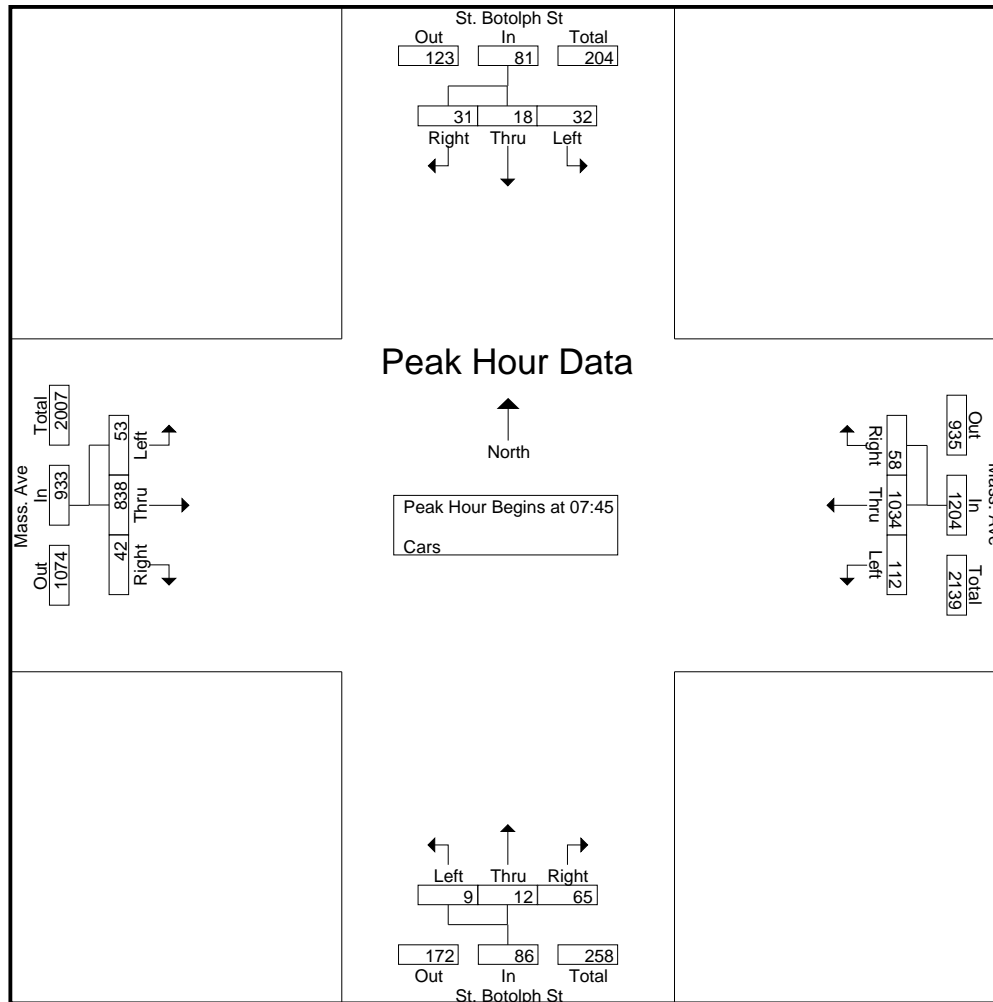 St. Botolph St
Out In Total
123 81 204
31 18 32
Right Thru Left
Peak Hour Data
North
Peak Hour Begins at 07:45
Cars
Mass. Ave
Out In Total
1074 933 2007
42 838 53
Right Thru Left
Mass. Ave
Out In Total
935 1204 2139
58 1034 112
Right Thru Left
Left Thru Right
9 12 65
172 86 258
Out In Total
St. Botolph St